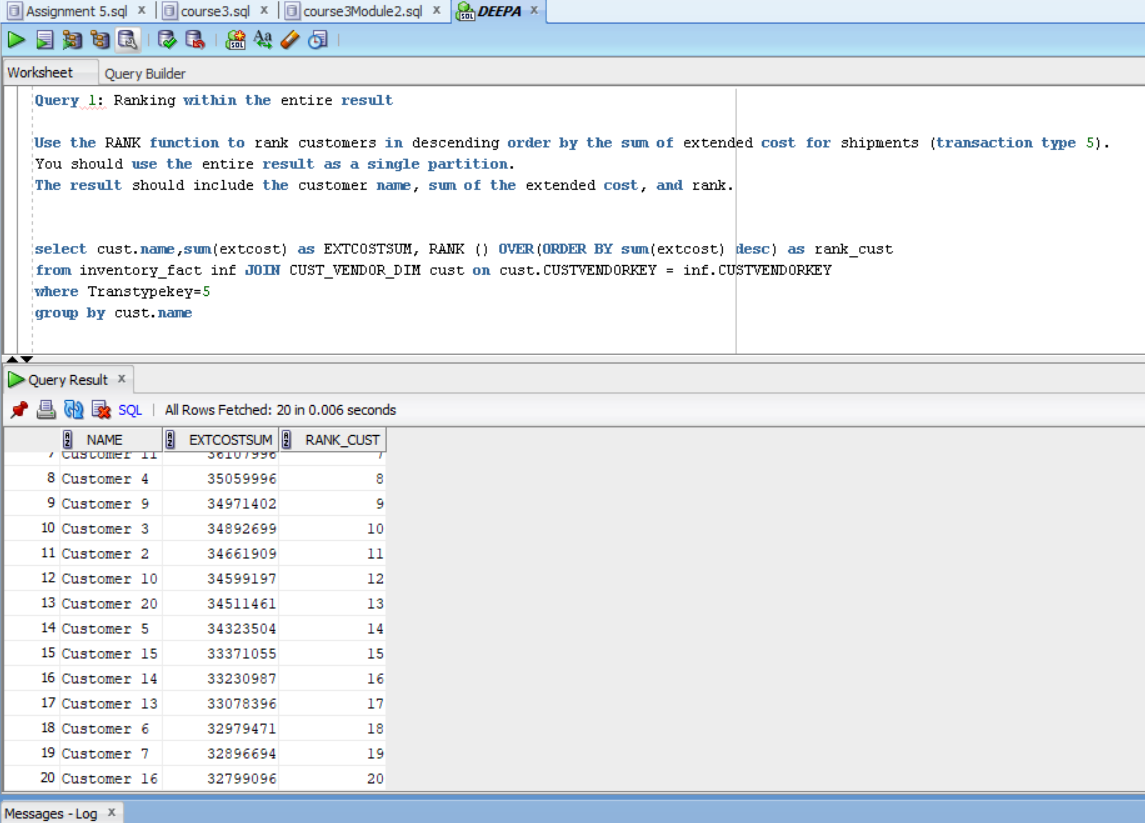 Assignment 5.sql x course3.sql x course3Module2.sql x DEEPA x
Worksheet Query Builder
Query 1: Ranking within the entire result
Use the RANK function to rank customers in descending order by the sum of extended cost for shipments (transaction type 5).
You should use the entire result as a single partition.
The result should include the customer name, sum of the extended cost, and rank.
select cust.name,sum(extcost) as EXTCOSTSUM, RANK () OVER(ORDER BY sum(extcost) desc) as rank_cust
from inventory_fact inf JOIN CUST_VENDOR_DIM cust on cust.CUSTVENDORKEY = inf.CUSTVENDORKEY
where Transtypekey=5
group by cust.name
Query Result x
SQL | All Rows Fetched: 20 in 0.006 seconds
NAME EXTCOSTSUM RANK_CUST
7 Customer 11 36107996 7
8 Customer 4 35059996 8
9 Customer 9 34971402 9
10 Customer 3 34892699 10
11 Customer 2 34661909 11
12 Customer 10 34599197 12
13 Customer 20 34511461 13
14 Customer 5 34323504 14
15 Customer 15 33371055 15
16 Customer 14 33230987 16
17 Customer 13 33078396 17
18 Customer 6 32979471 18
19 Customer 7 32896694 19
20 Customer 16 32799096 20
Messages - Log x